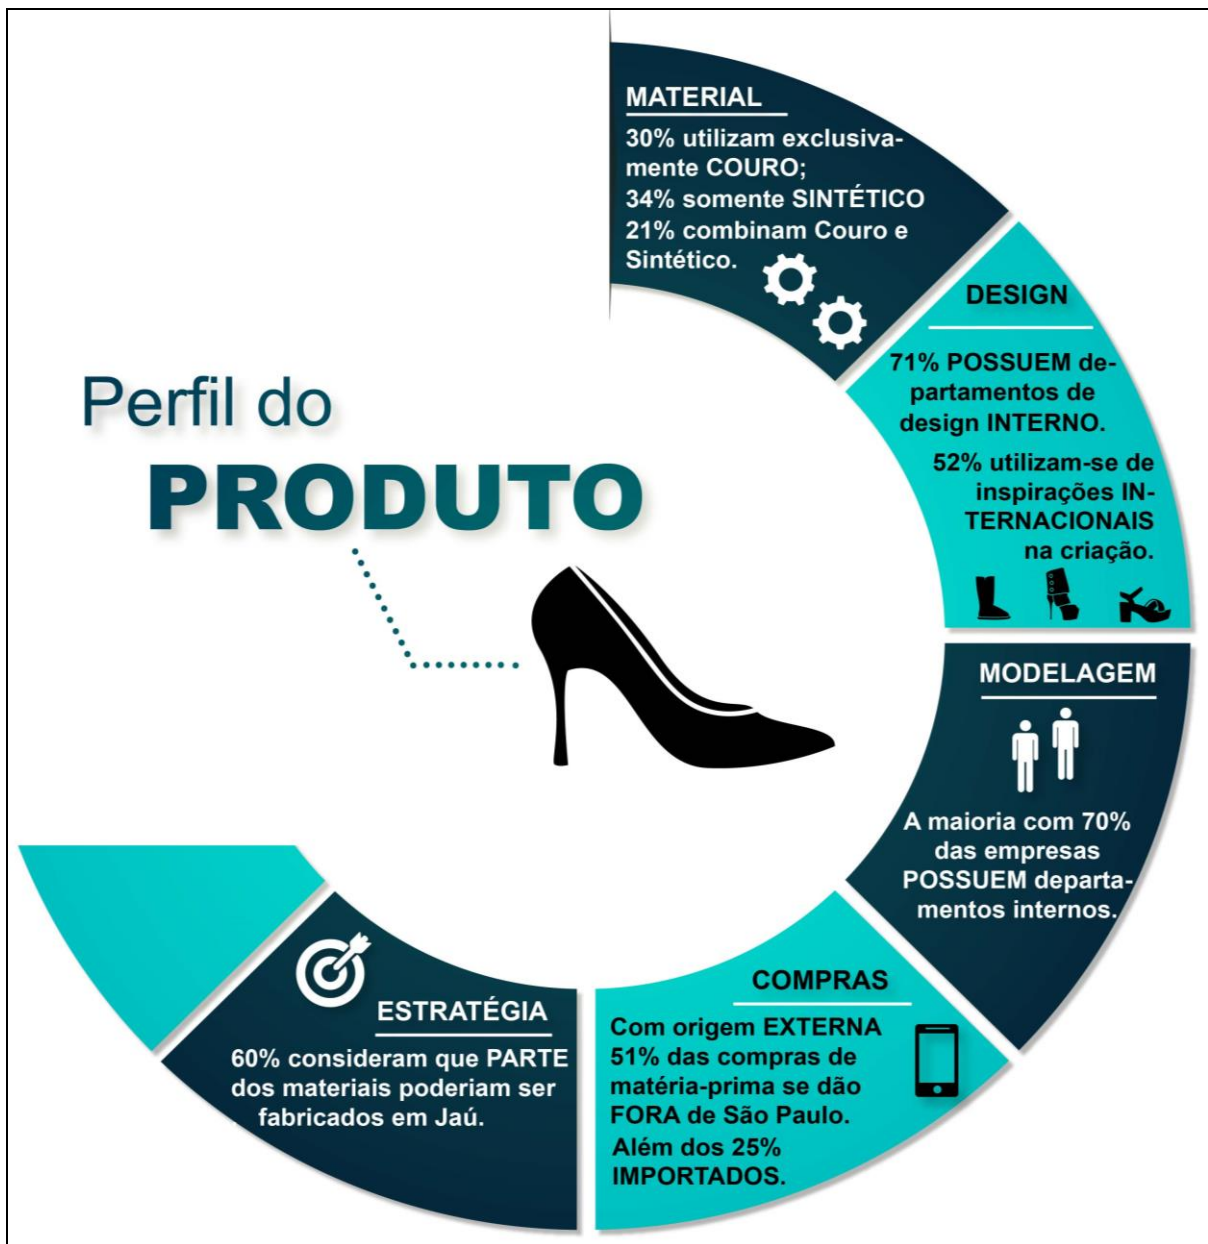 Perfil do
PRODUTO
MATERIAL
30% utilizam exclusiva-
mente COURO;
34% somente SINTÉTICO
21% combinam Couro e
Sintético.
DESIGN
71% POSSUEM de-
partamentos de
design INTERNO.
52% utilizam-se de
inspirações IN-
TERNACIONAIS
na criação.
MODELAGEM
A maioria com 70%
das empresas
POSSUEM departa-
mentos internos.
COMPRAS
Com origem EXTERNA
51% das compras de
matéria-prima se dão
FORA de São Paulo.
Além dos 25%
IMPORTADOS.
ESTRATÉGIA
60% consideram que PARTE
dos materiais poderiam ser
fabricados em Jaú.